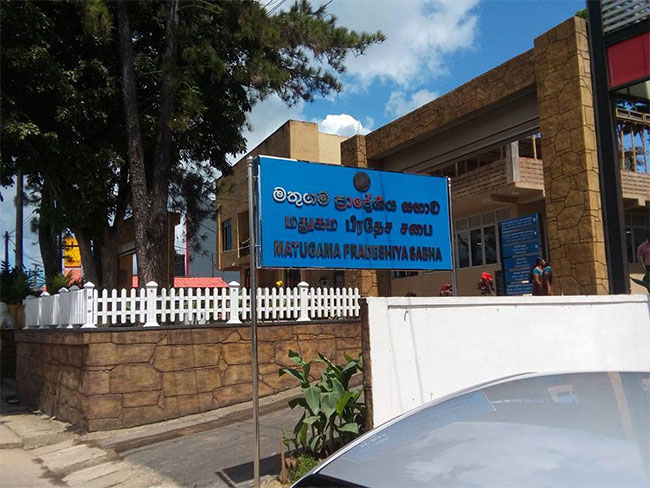 මතුගම ප්‍රාදේශීය සභාව
மதுகம பிரதேச சபை
MATUGAMA PRADESHIYA SABHA